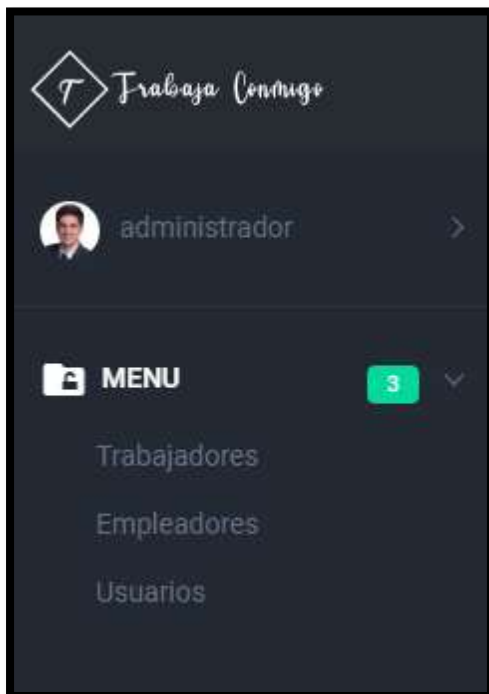 T Trabaja Conmigo
administrador
MENU 3
Trabajadores
Empleadores
Usuarios